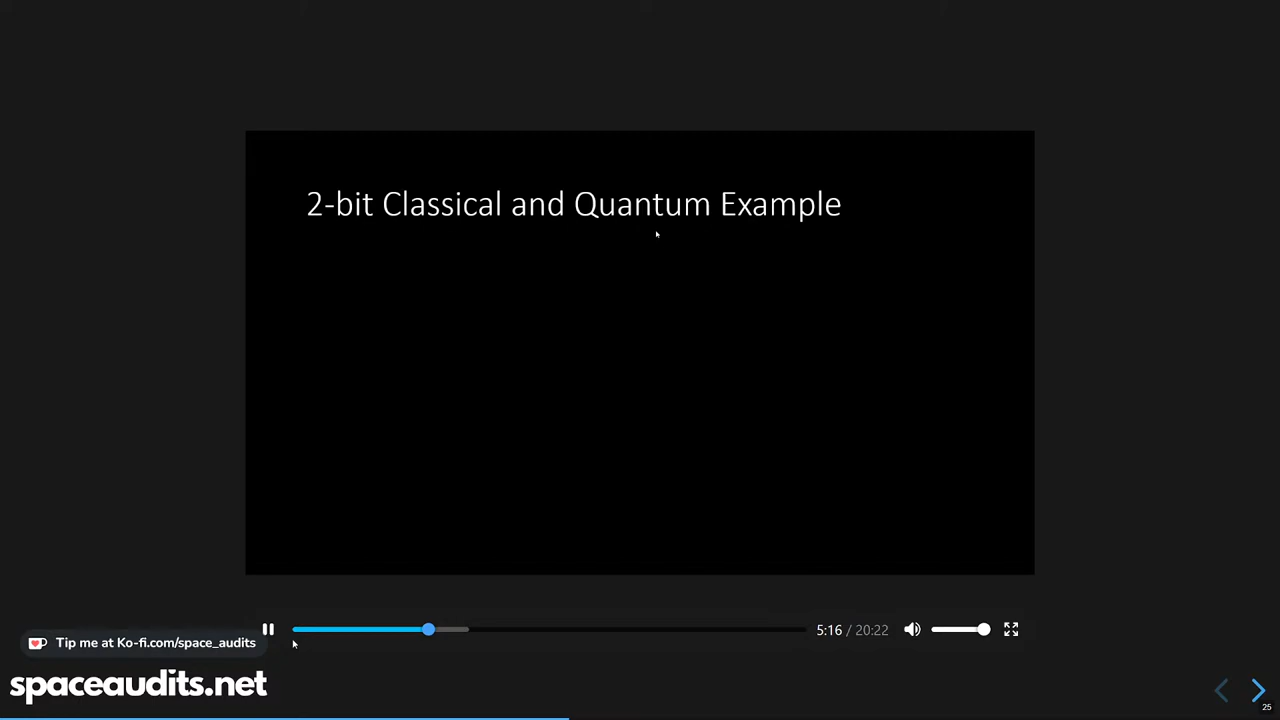 2-bit Classical and Quantum Example
5:16 / 20:22
Tip me at Ko-fi.com/space_audits
spaceaudits.net
25